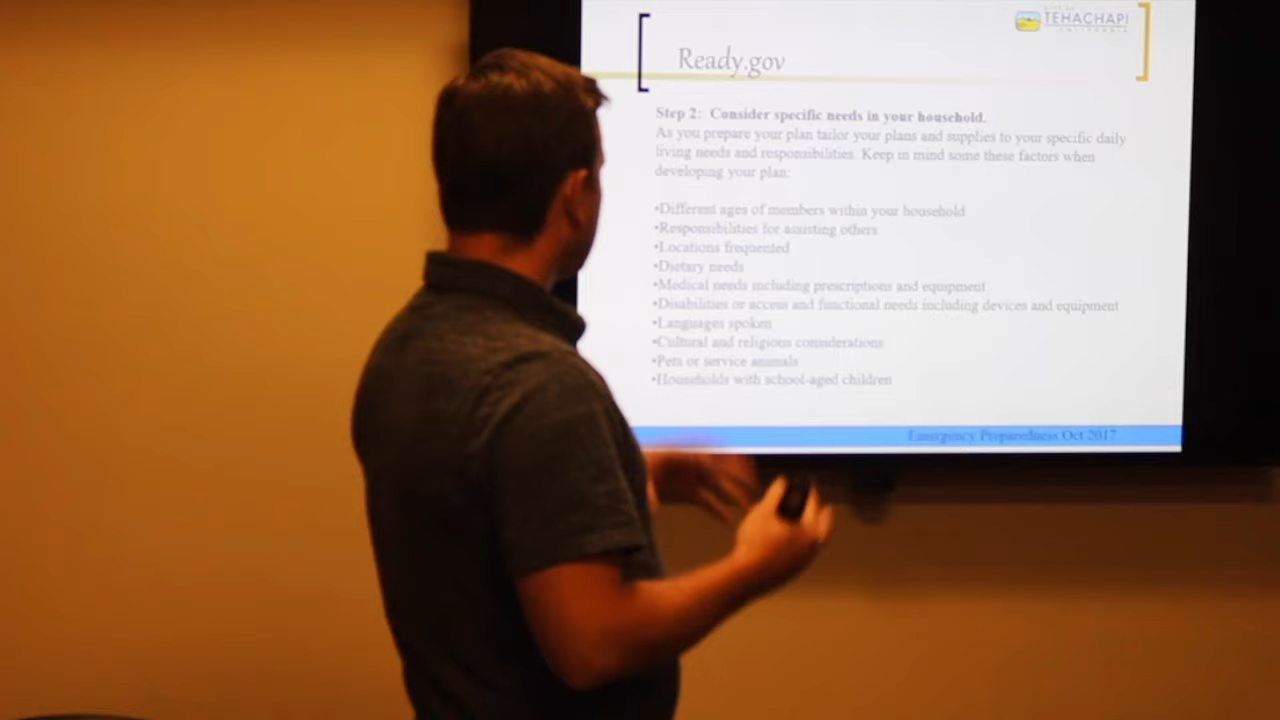 CITY OF
TEHACHAPI
CALIFORNIA
Ready.gov
Step 2: Consider specific needs in your household.
As you prepare your plan tailor your plans and supplies to your specific daily
living needs and responsibilities. Keep in mind some these factors when
developing your plan:
•Different ages of members within your household
•Responsibilities for assisting others
•Locations frequented
•Dietary needs
•Medical needs including prescriptions and equipment
•Disabilities or access and functional needs including devices and equipment
•Languages spoken
•Cultural and religious considerations
•Pets or service animals
•Households with school-aged children
Emergency Preparedness Oct 2017